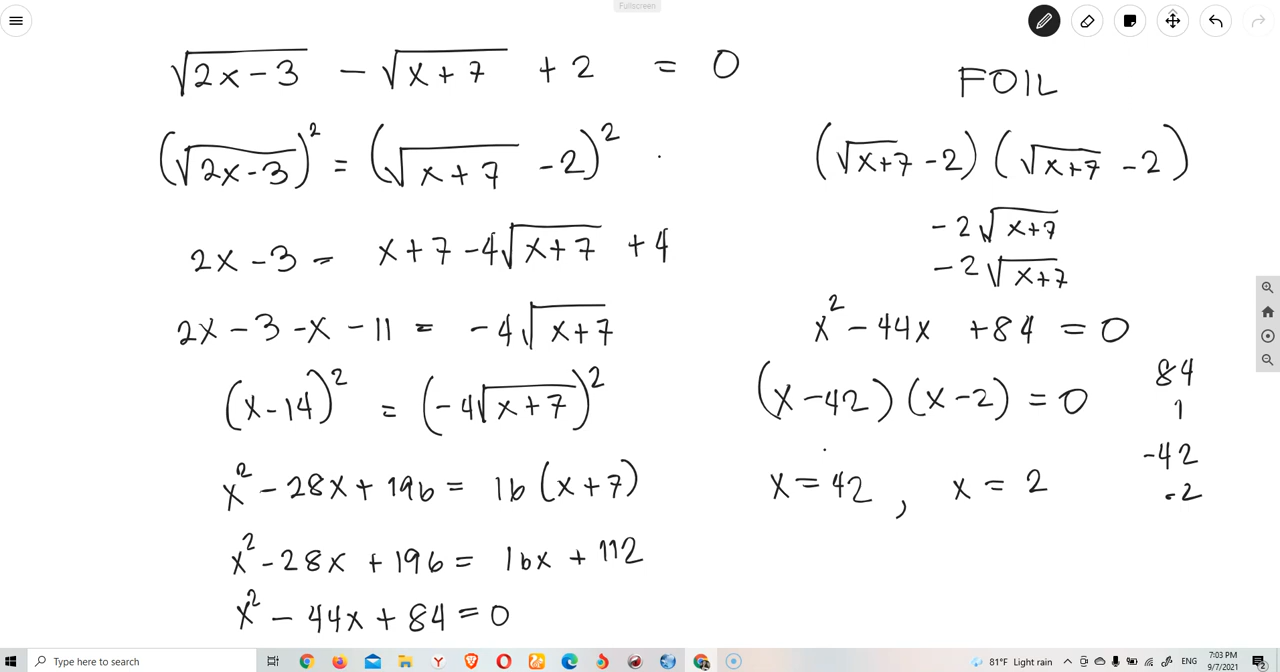 Fullscreen
√(2x-3) - √(x+7) + 2 = 0
(√(2x-3))² = (√(x+7) - 2)²
2x - 3 = x + 7 - 4√(x+7) + 4
2x - 3 - x - 11 = -4√(x+7)
(x-14)² = (-4√(x+7))²
x² - 28x + 196 = 16(x+7)
x² - 28x + 196 = 16x + 112
x² - 44x + 84 = 0
FOIL
(√(x+7) - 2)(√(x+7) - 2)
-2√(x+7)
-2√(x+7)
x² - 44x + 84 = 0
(x-42)(x-2) = 0
x = 42, x = 2
84
1
-42
-2
Type here to search
81°F Light rain
ENG
7:03 PM
9/7/2021
2